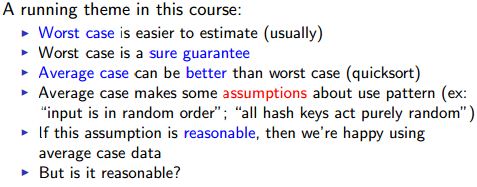 A running theme in this course:
▶ Worst case is easier to estimate (usually)
▶ Worst case is a sure guarantee
▶ Average case can be better than worst case (quicksort)
▶ Average case makes some assumptions about use pattern (ex:
“input is in random order”; “all hash keys act purely random”)
▶ If this assumption is reasonable, then we’re happy using
average case data
▶ But is it reasonable?